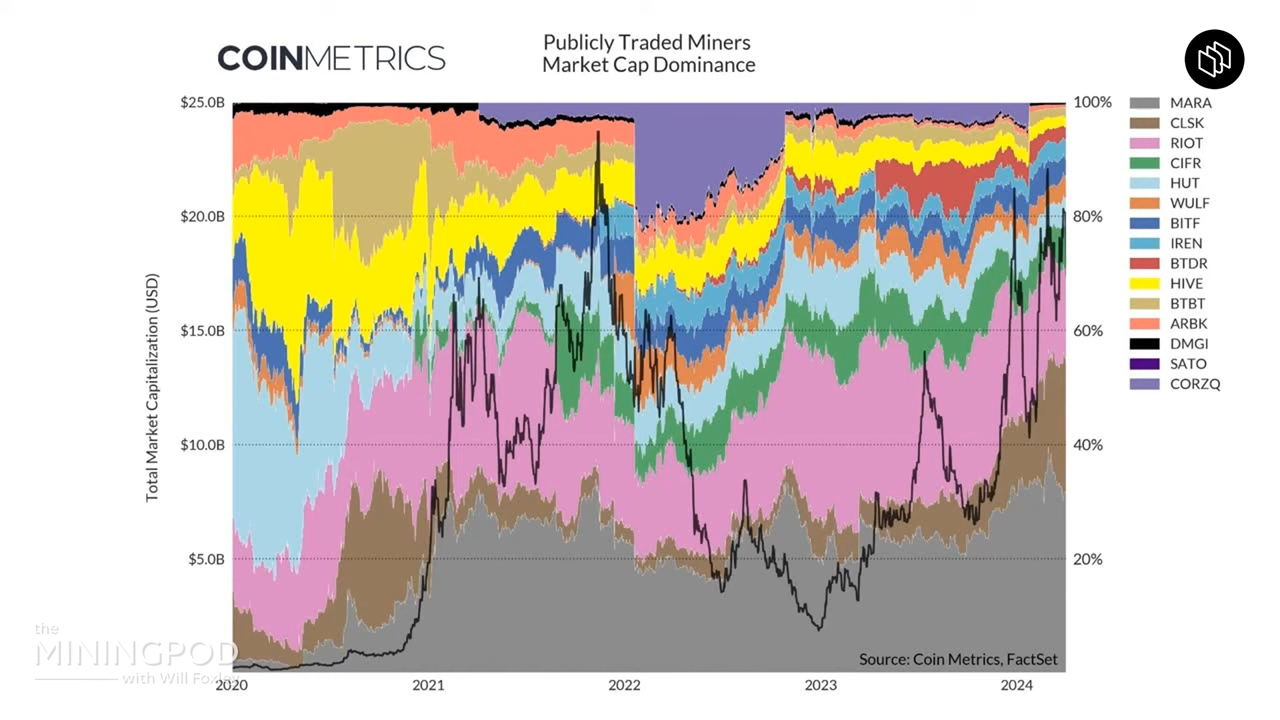 COINMETRICS
Publicly Traded Miners
Market Cap Dominance
$25.0B
$20.0B
$15.0B
$10.0B
$5.0B
Total Market Capitalization (USD)
100%
80%
60%
40%
20%
MARA
CLSK
RIOT
CIFR
HUT
WULF
BITF
IREN
BTDR
HIVE
BTBT
ARBK
DMGI
SATO
CORZQ
Source: Coin Metrics, FactSet
2020
2021
2022
2023
2024
the
MININGPOD
with Will Foxley